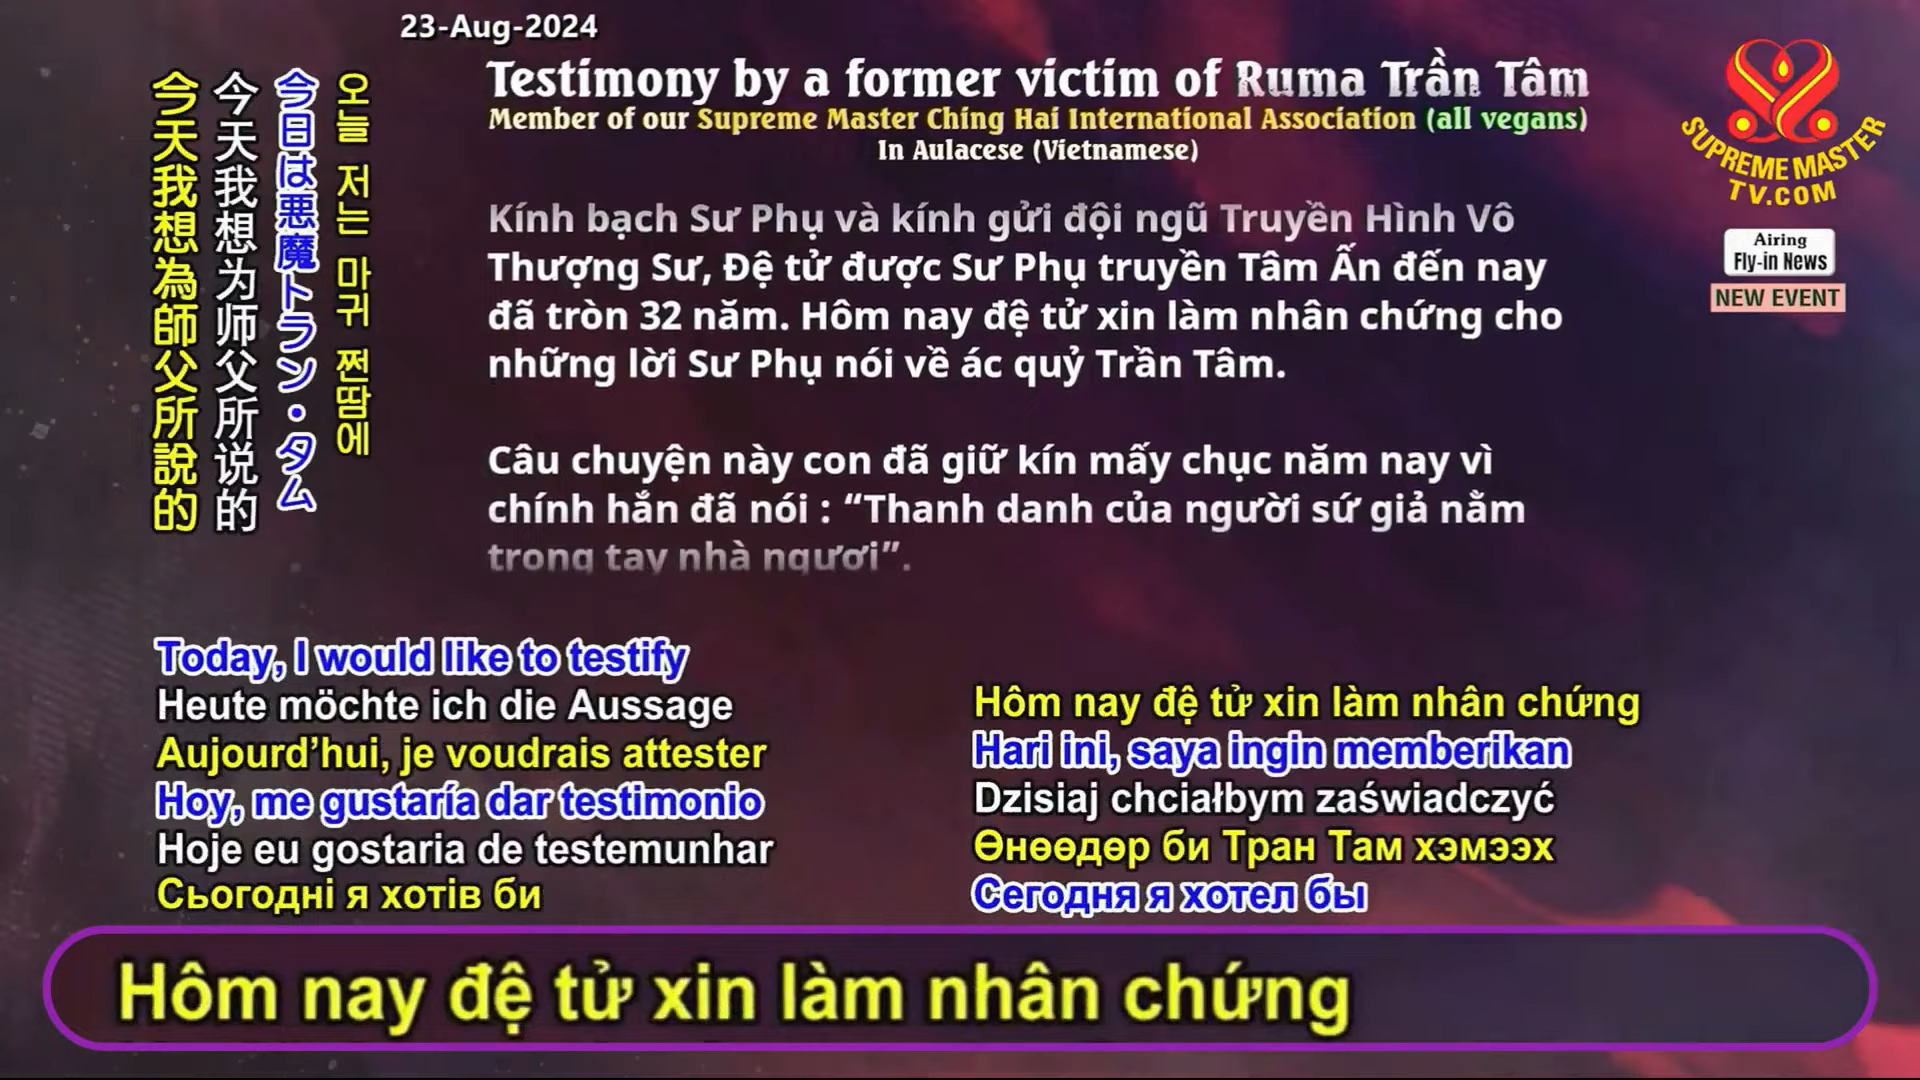 23-Aug-2024
Testimony by a former victim of Ruma Trần Tâm
Member of our Supreme Master Ching Hai International Association (all vegans)
In Aulacese (Vietnamese)
SUPREME MASTER
TV.COM
Airing
Fly-in News
NEW EVENT
今天我想為師父所說的
今天我想为师父所说的
今日は悪魔トラン・タム
오늘 저는 마귀 쩐땀에
Kính bạch Sư Phụ và kính gửi đội ngũ Truyền Hình Vô
Thượng Sư, Đệ tử được Sư Phụ truyền Tâm Ấn đến nay
đã tròn 32 năm. Hôm nay đệ tử xin làm nhân chứng cho
những lời Sư Phụ nói về ác quỷ Trần Tâm.
Câu chuyện này con đã giữ kín mấy chục năm nay vì
chính hắn đã nói : “Thanh danh của người sứ giả nằm
trong tay nhà ngươi”.
Today, I would like to testify
Heute möchte ich die Aussage
Aujourd’hui, je voudrais attester
Hoy, me gustaría dar testimonio
Hoje eu gostaria de testemunhar
Сьогодні я хотів би
Hôm nay đệ tử xin làm nhân chứng
Hari ini, saya ingin memberikan
Dzisiaj chciałbym zaświadczyć
Өнөөдөр би Тран Там хэмээх
Сегодня я хотел бы
Hôm nay đệ tử xin làm nhân chứng